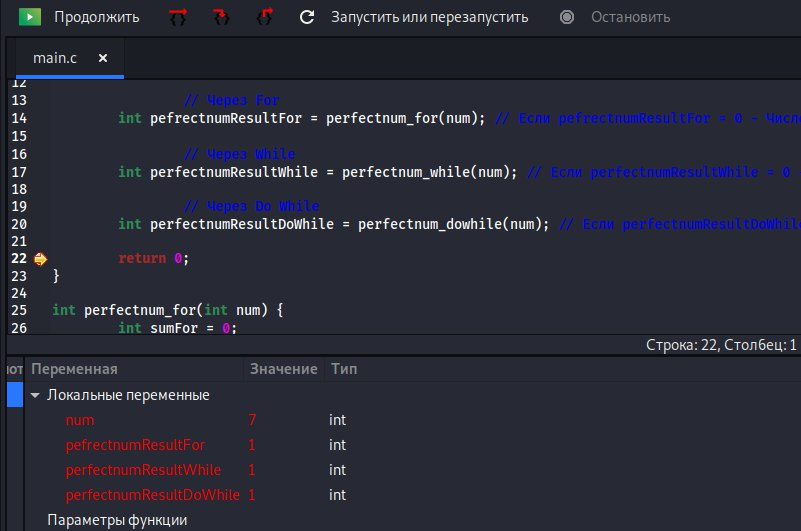 Продолжить Запустить или перезапустить Остановить
main.c ×
12
13 // Через For
14 int pefrectnumResultFor = perfectnum_for(num); // Если pefrectnumResultFor = 0 - Число
15
16 // Через While
17 int perfectnumResultWhile = perfectnum_while(num); // Если perfectnumResultWhile = 0
18
19 // Через Do While
20 int perfectnumResultDoWhile = perfectnum_dowhile(num); // Если perfectnumResultDoWhile
21
22 return 0;
23 }
24
25 int perfectnum_for(int num) {
26 int sumFor = 0;
Строка: 22, Столбец: 1
Переменная Значение Тип
Локальные переменные
num 7 int
pefrectnumResultFor 1 int
perfectnumResultWhile 1 int
perfectnumResultDoWhile 1 int
Параметры функции